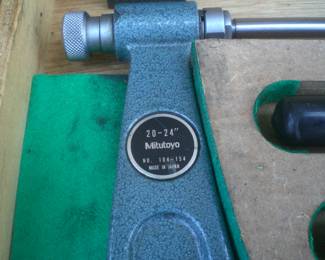 20-24"
Mitutoyo
NO. 104-154
MADE IN JAPAN